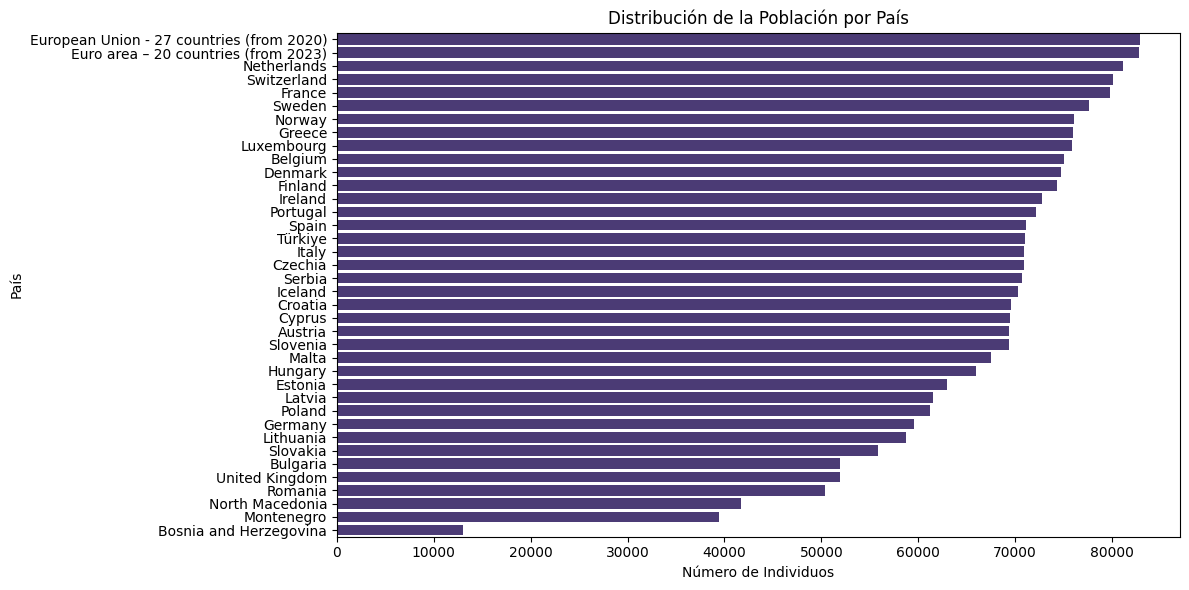 Distribución de la Población por País
European Union - 27 countries (from 2020)
Euro area – 20 countries (from 2023)
Netherlands
Switzerland
France
Sweden
Norway
Greece
Luxembourg
Belgium
Denmark
Finland
Ireland
Portugal
Spain
Türkiye
Italy
Czechia
Serbia
Iceland
Croatia
Cyprus
Austria
Slovenia
Malta
Hungary
Estonia
Latvia
Poland
Germany
Lithuania
Slovakia
Bulgaria
United Kingdom
Romania
North Macedonia
Montenegro
Bosnia and Herzegovina
País
0 10000 20000 30000 40000 50000 60000 70000 80000
Número de Individuos